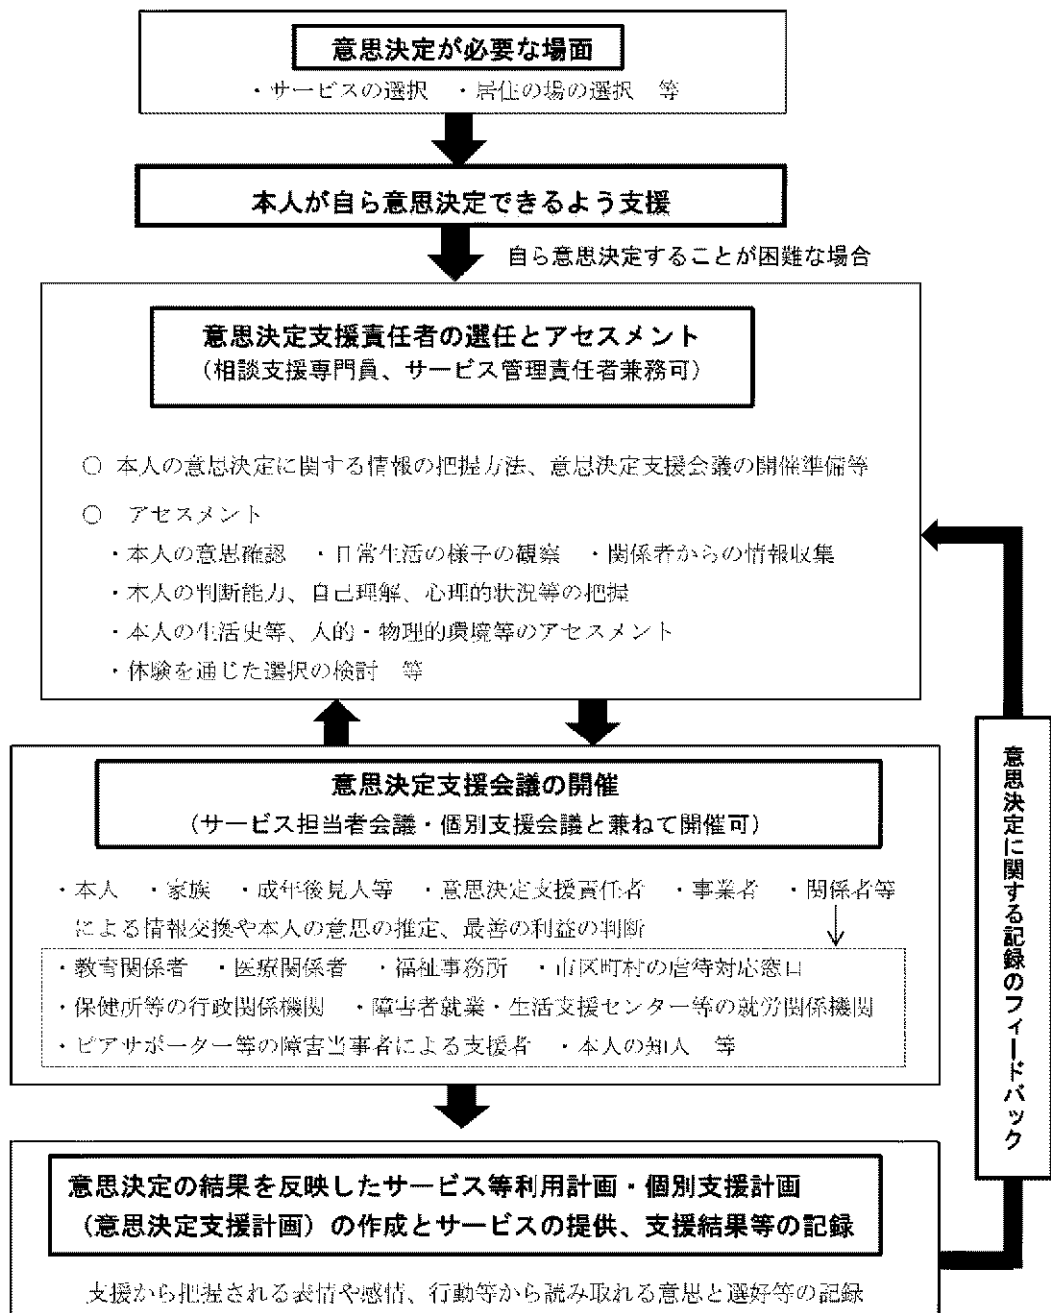 意思決定が必要な場面
・サービスの選択　・居住の場の選択　等
本人が自ら意思決定できるよう支援
自ら意思決定することが困難な場合
意思決定支援責任者の選任とアセスメント
（相談支援専門員、サービス管理責任者兼務可）
○ 本人の意思決定に関する情報の把握方法、意思決定支援会議の開催準備等
○　アセスメント
・本人の意思確認　・日常生活の様子の観察　・関係者からの情報収集
・本人の判断能力、自己理解、心理的状況等の把握
・本人の生活史等、人的・物理的環境等のアセスメント
・体験を通じた選択の検討　等
意思決定支援会議の開催
（サービス担当者会議・個別支援会議と兼ねて開催可）
・本人　・家族　・成年後見人等　・意思決定支援責任者　・事業者　・関係者等
による情報交換や本人の意思の推定、最善の利益の判断
・教育関係者　・医療関係者　・福祉事務所　・市区町村の虐待対応窓口
・保健所等の行政関係機関　・障害者就業・生活支援センター等の就労関係機関
・ピアサポーター等の障害当事者による支援者　・本人の知人　等
意思決定の結果を反映したサービス等利用計画・個別支援計画
（意思決定支援計画）の作成とサービスの提供、支援結果等の記録
支援から把握される表情や感情、行動等から読み取れる意思と選好等の記録
意思決定に関する記録のフィードバック